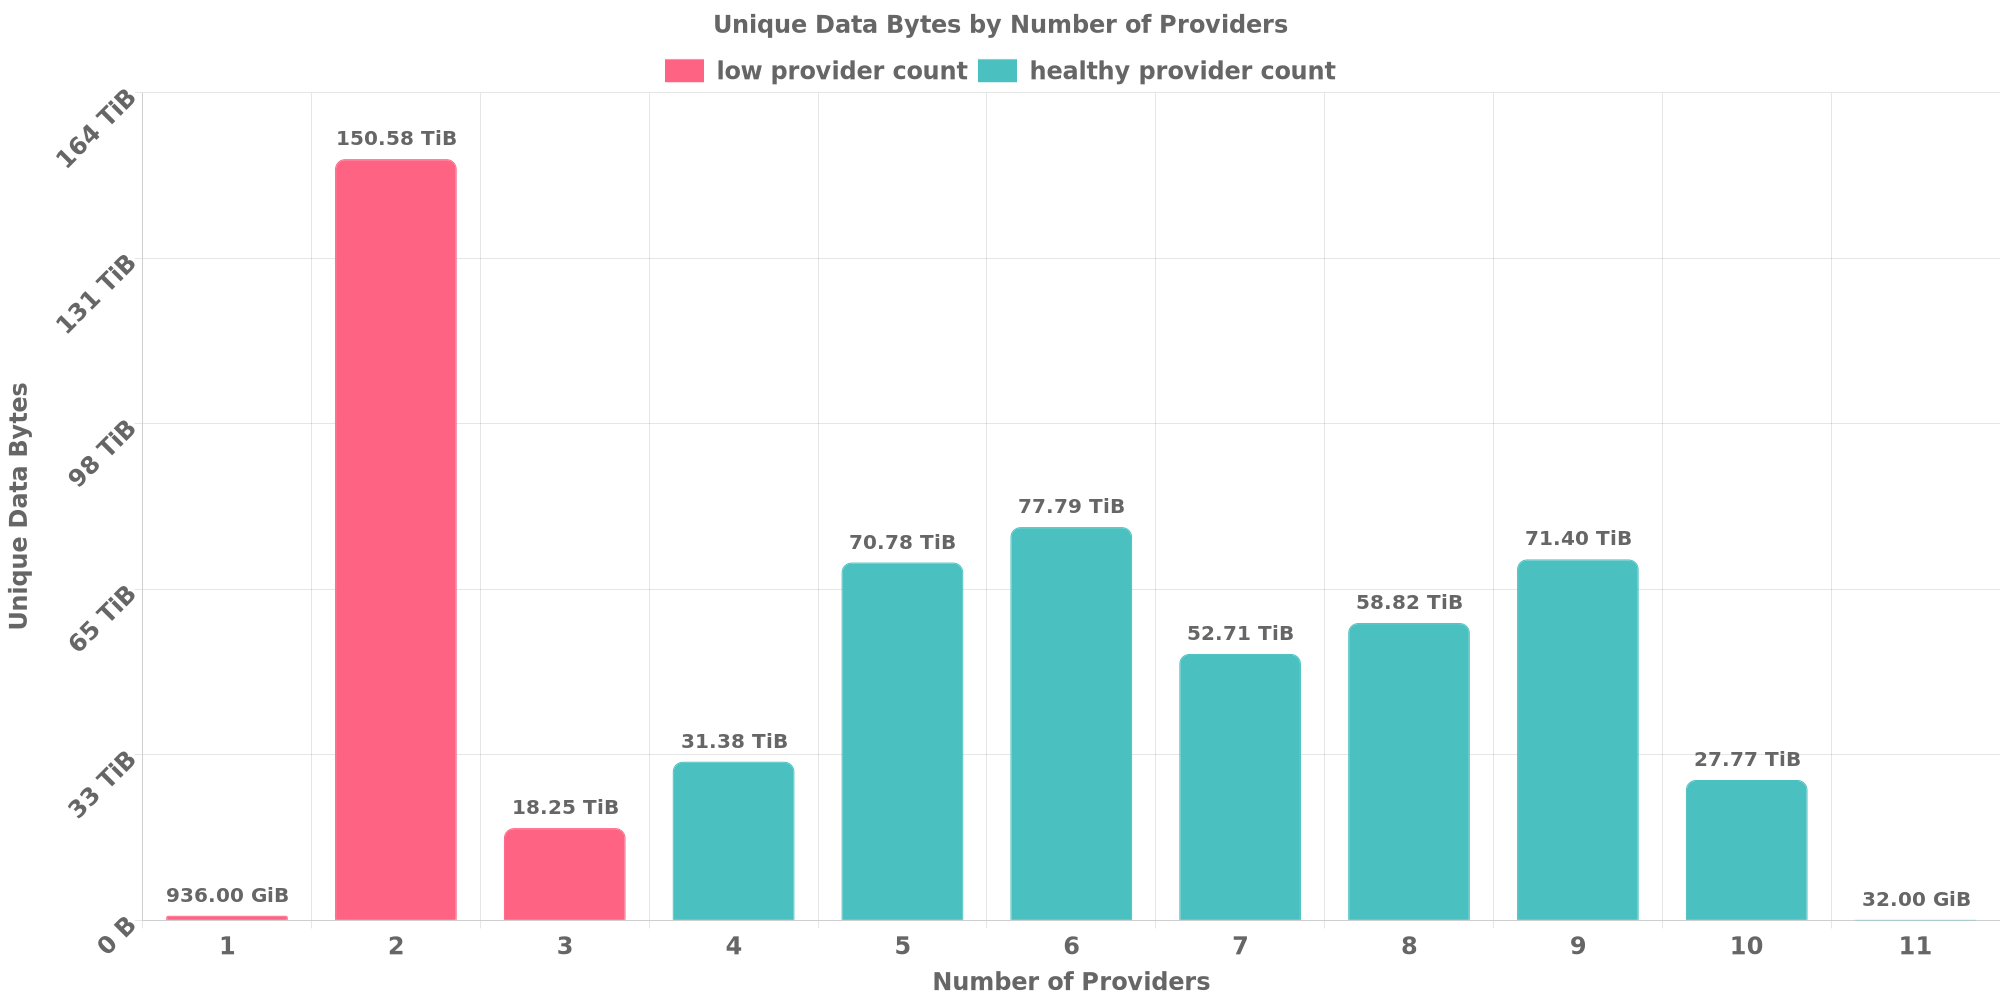 Unique Data Bytes by Number of Providers
low provider count healthy provider count
164 TiB
131 TiB
98 TiB
65 TiB
33 TiB
0 B
Unique Data Bytes
936.00 GiB
150.58 TiB
18.25 TiB
31.38 TiB
70.78 TiB
77.79 TiB
52.71 TiB
58.82 TiB
71.40 TiB
27.77 TiB
32.00 GiB
1 2 3 4 5 6 7 8 9 10 11
Number of Providers